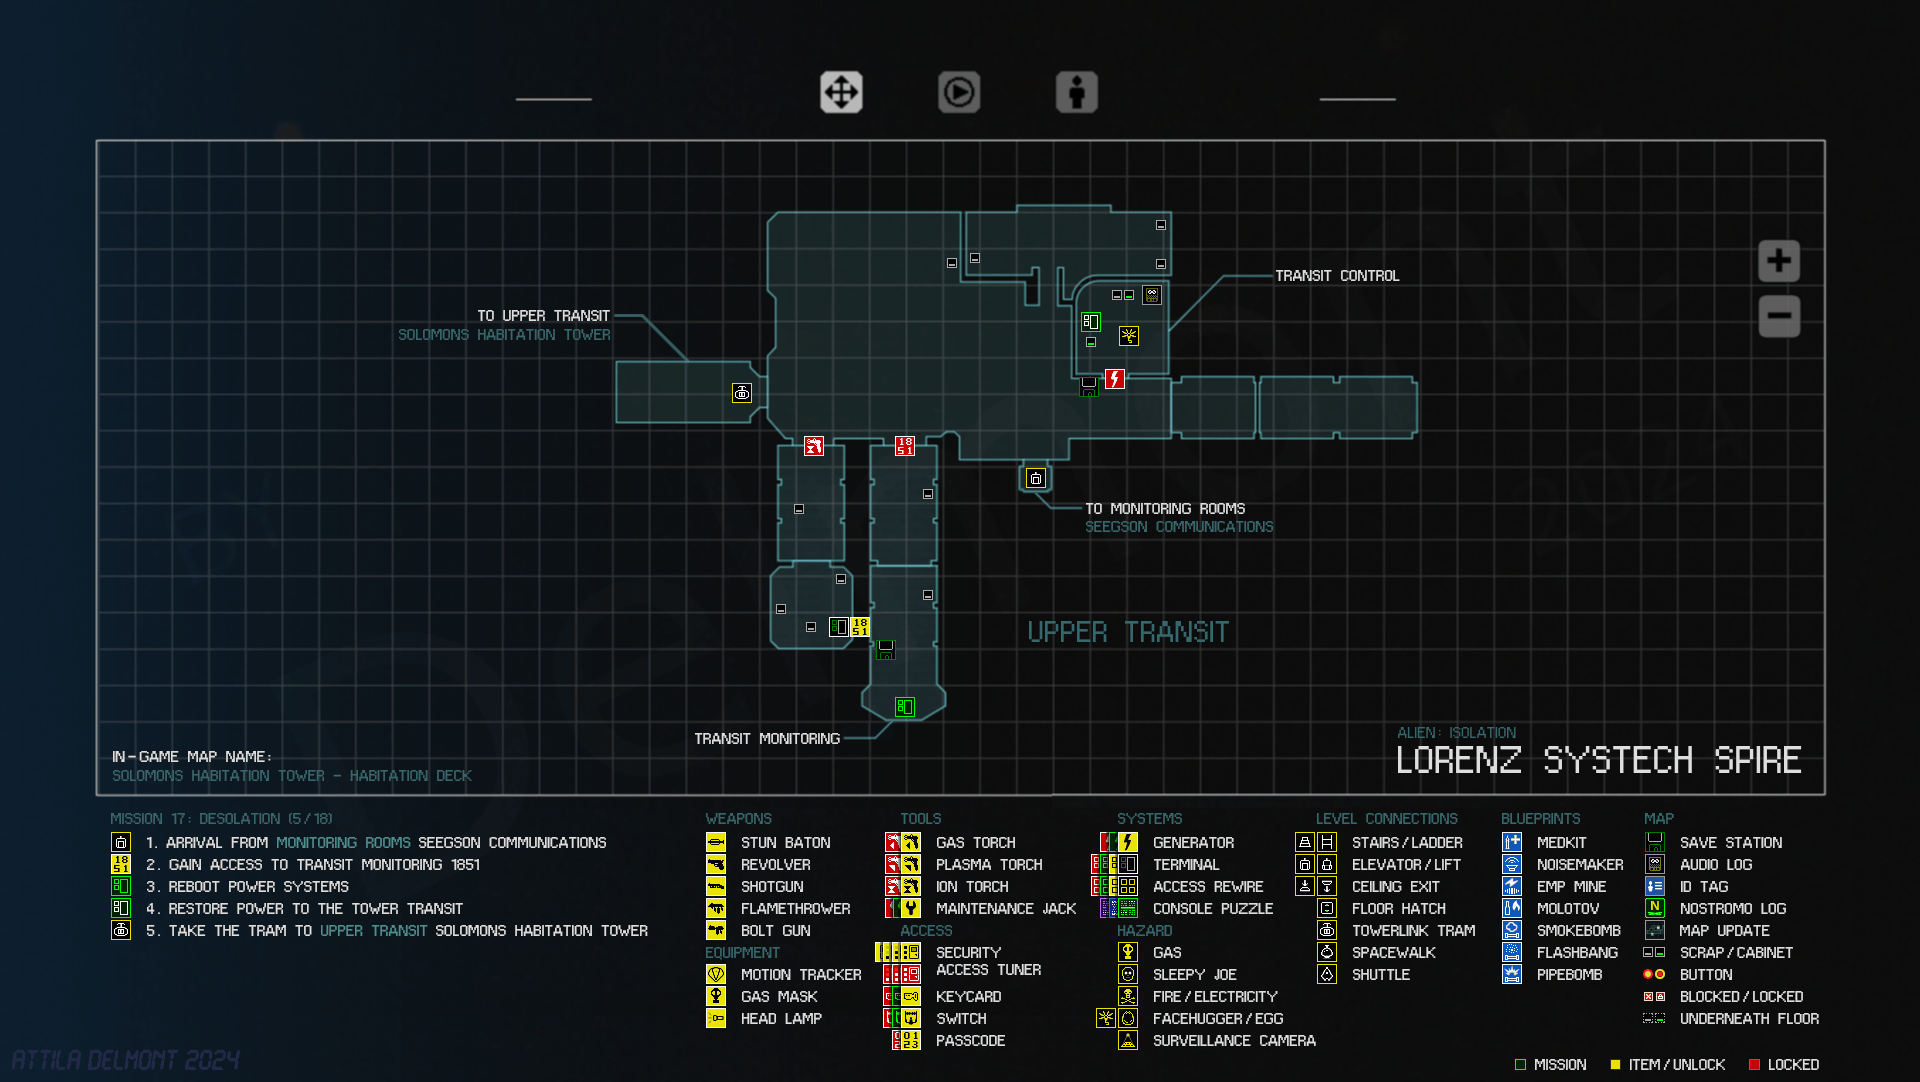 TRANSIT CONTROL
TO UPPER TRANSIT
SOLOMONS HABITATION TOWER
18
51
TO MONITORING ROOMS
SEEGSON COMMUNICATIONS
18
51
UPPER TRANSIT
TRANSIT MONITORING
IN-GAME MAP NAME:
SOLOMONS HABITATION TOWER - HABITATION DECK
ALIEN: ISOLATION
LORENZ SYSTECH SPIRE
MISSION 17: DESOLATION (5/18)
1. ARRIVAL FROM MONITORING ROOMS SEEGSON COMMUNICATIONS
18
51
2. GAIN ACCESS TO TRANSIT MONITORING 1851
3. REBOOT POWER SYSTEMS
4. RESTORE POWER TO THE TOWER TRANSIT
5. TAKE THE TRAM TO UPPER TRANSIT SOLOMONS HABITATION TOWER
WEAPONS
STUN BATON
REVOLVER
SHOTGUN
FLAMETHROWER
BOLT GUN
EQUIPMENT
MOTION TRACKER
GAS MASK
HEAD LAMP
TOOLS
GAS TORCH
PLASMA TORCH
ION TORCH
MAINTENANCE JACK
ACCESS
SECURITY
ACCESS TUNER
KEYCARD
SWITCH
01
23
PASSCODE
SYSTEMS
GENERATOR
TERMINAL
ACCESS REWIRE
CONSOLE PUZZLE
HAZARD
GAS
SLEEPY JOE
FIRE/ELECTRICITY
FACEHUGGER/EGG
SURVEILLANCE CAMERA
LEVEL CONNECTIONS
STAIRS/LADDER
ELEVATOR/LIFT
CEILING EXIT
FLOOR HATCH
TOWERLINK TRAM
SPACEWALK
SHUTTLE
BLUEPRINTS
MEDKIT
NOISEMAKER
EMP MINE
MOLOTOV
SMOKEBOMB
FLASHBANG
PIPEBOMB
MAP
SAVE STATION
AUDIO LOG
ID TAG
N
NOSTROMO LOG
MAP UPDATE
SCRAP/CABINET
BUTTON
BLOCKED/LOCKED
UNDERNEATH FLOOR
MISSION
ITEM/UNLOCK
LOCKED
ATTILA DELMONT 2024